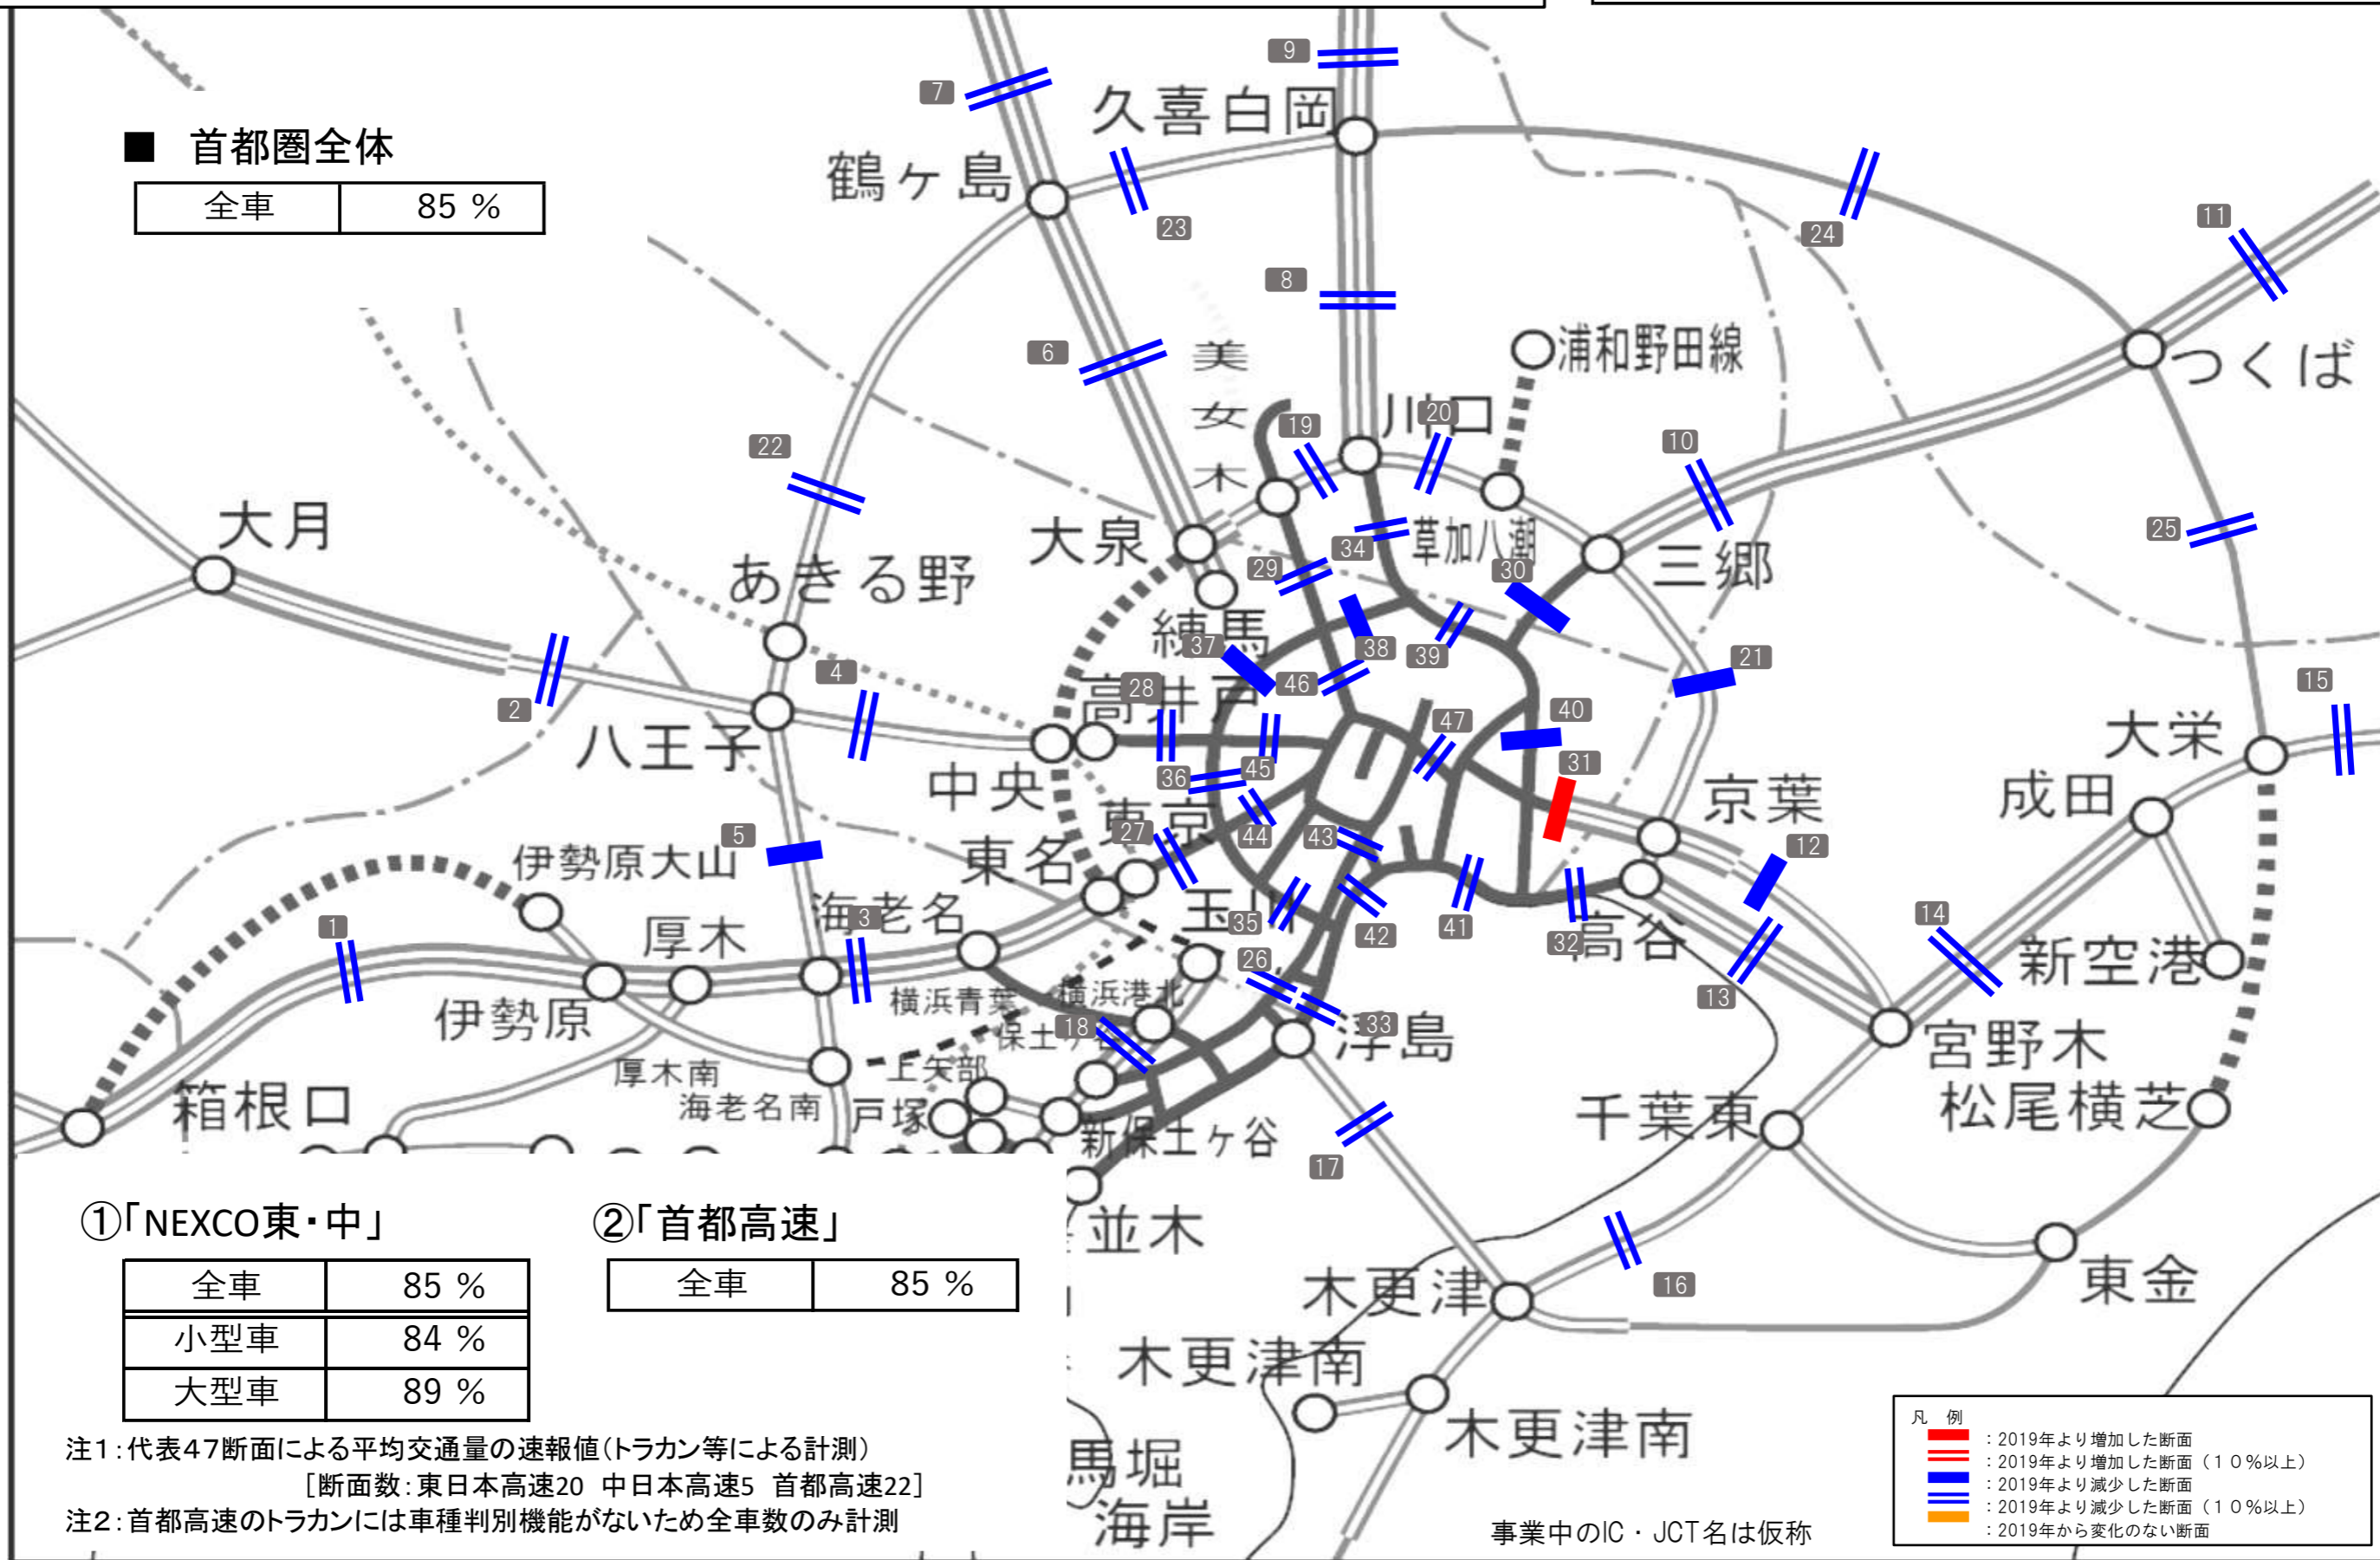 ■ 首都圏全体
全車 85 %
7
9
久喜白岡
鶴ヶ島
23
24
11
8
6
美女木
浦和野田線
つくば
22
19
川口
20
10
大月
あきる野
大泉
29
34
草加八潮
30
三郷
25
練馬
37
38
39
21
2
4
28
高井戸
46
47
40
15
八王子
中央
36
45
31
大栄
成田
京葉
5
伊勢原大山
東名
27
東京
44
43
12
1
厚木
海老名
3
玉川
35
42
41
32
高谷
14
新空港
伊勢原
横浜青葉
横浜港北
26
13
18
保土ヶ谷
33
浮島
宮野木
箱根口
厚木南
上矢部
海老名南
戸塚
新保土ヶ谷
17
千葉東
松尾横芝
①「NEXCO東・中」
全車 85 %
小型車 84 %
大型車 89 %
②「首都高速」
全車 85 %
並木
木更津
16
東金
木更津南
木更津南
馬堀
海岸
注1:代表47断面による平均交通量の速報値(トラカン等による計測)
[断面数:東日本高速20 中日本高速5 首都高速22]
注2:首都高速のトラカンには車種判別機能がないため全車数のみ計測
事業中のIC・JCT名は仮称
凡 例
:2019年より増加した断面
:2019年より増加した断面(10%以上)
:2019年より減少した断面
:2019年より減少した断面(10%以上)
:2019年から変化のない断面